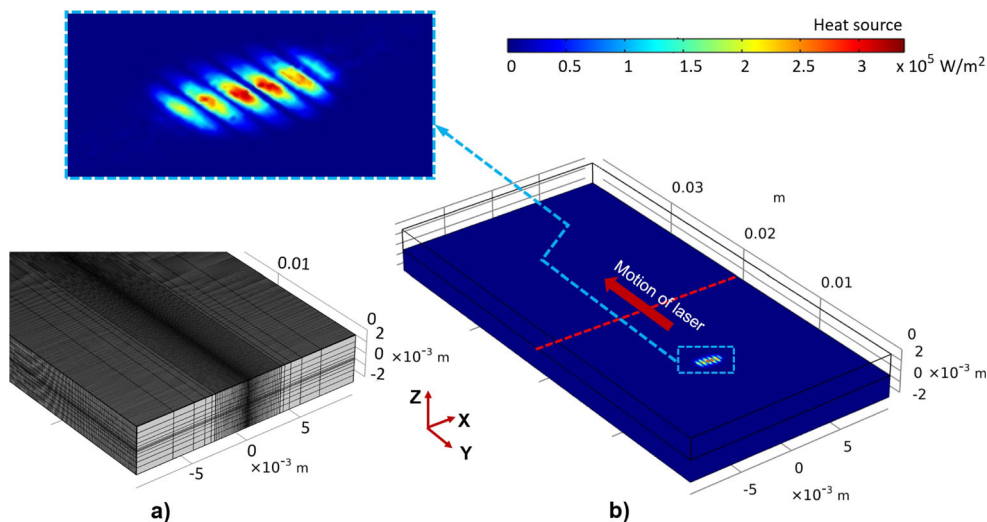 Heat source
0 0.5 1 1.5 2 2.5 3 x 10⁵ W/m²
0.03
m
0.02
0.01
0
2
0
-2
×10⁻³ m
5
0
-5
×10⁻³ m
Motion of laser
0.01
0
2
0
-2
×10⁻³ m
5
0
-5
×10⁻³ m
Z
X
Y
a)
b)